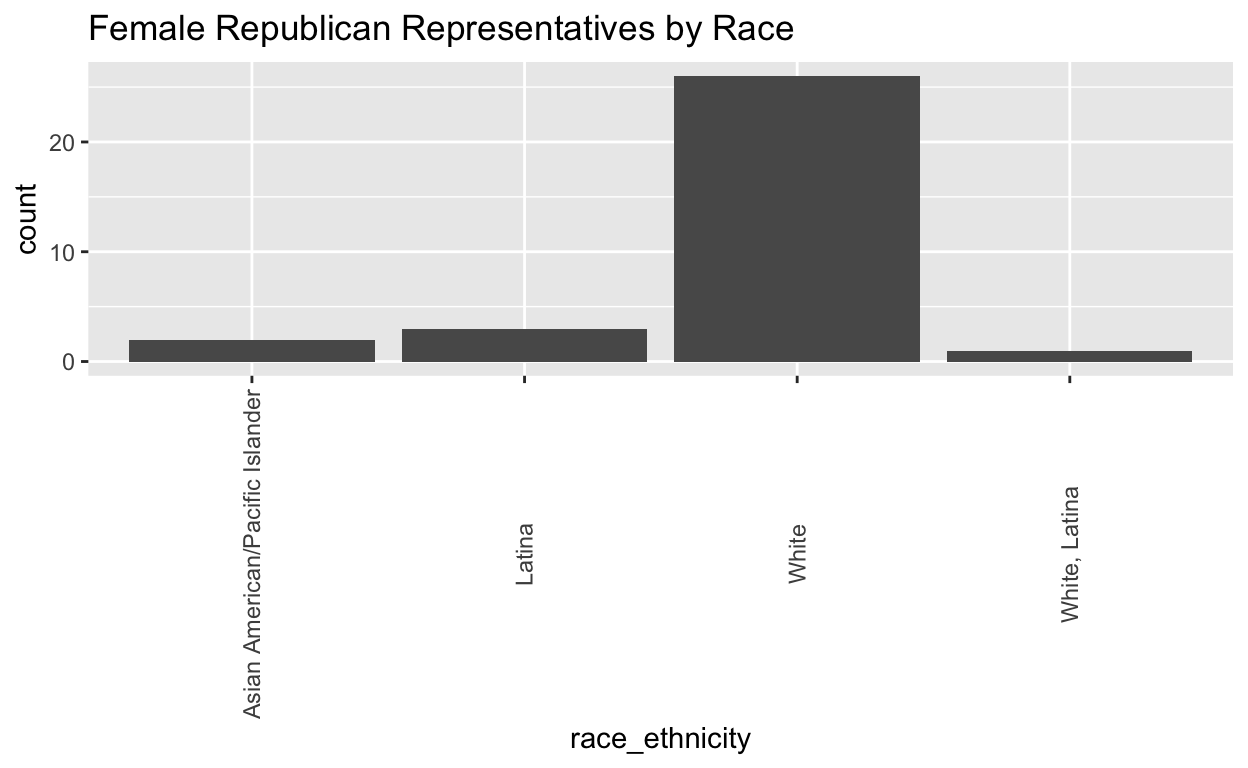 Female Republican Representatives by Race
count
20
10
0
Asian American/Pacific Islander
Latina
White
White, Latina
race_ethnicity